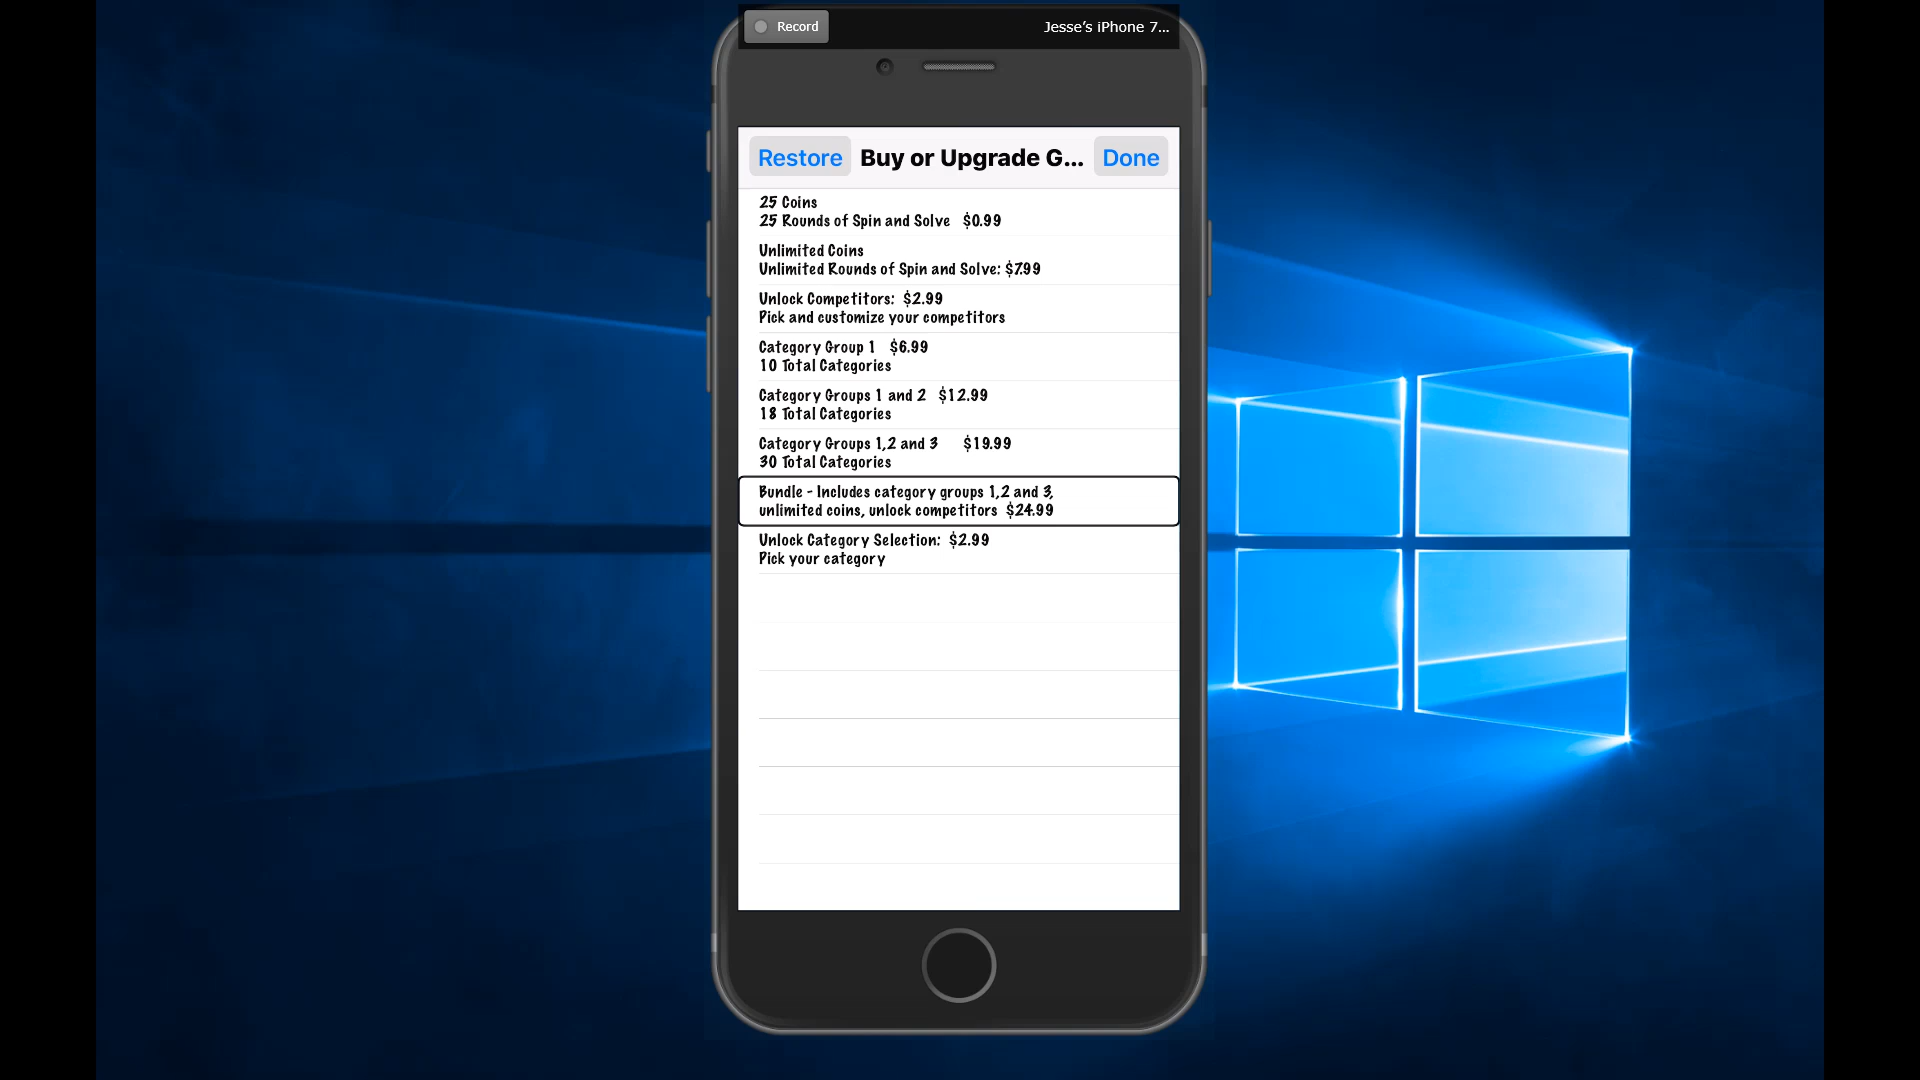 Record
Jesse’s iPhone 7...
Restore
Buy or Upgrade G...
Done
25 Coins
25 Rounds of Spin and Solve $0.99
Unlimited Coins
Unlimited Rounds of Spin and Solve: $7.99
Unlock Competitors: $2.99
Pick and customize your competitors
Category Group 1 $6.99
10 Total Categories
Category Groups 1 and 2 $12.99
18 Total Categories
Category Groups 1,2 and 3 $19.99
30 Total Categories
Bundle - Includes category groups 1,2 and 3,
unlimited coins, unlock competitors $24.99
Unlock Category Selection: $2.99
Pick your category